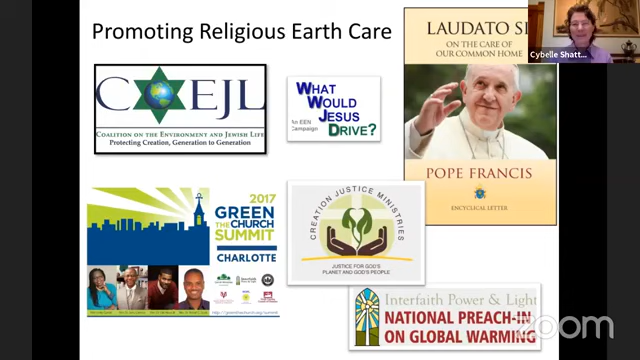 Promoting Religious Earth Care
COEJL
COALITION ON THE ENVIRONMENT AND JEWISH LIFE
Protecting Creation, Generation to Generation
WHAT
WOULD
JESUS
DRIVE?
An EEN
Campaign
LAUDATO SI
ON THE CARE OF
OUR COMMON HOME
POPE FRANCIS
ENCYCLICAL LETTER
Cybelle Shatt...
2017
GREEN
THE CHURCH
SUMMIT
CHARLOTTE
CREATION JUSTICE MINISTRIES
JUSTICE FOR GOD'S
PLANET AND GOD'S PEOPLE
Interfaith Power & Light
NATIONAL PREACH-IN
ON GLOBAL WARMING
zoom